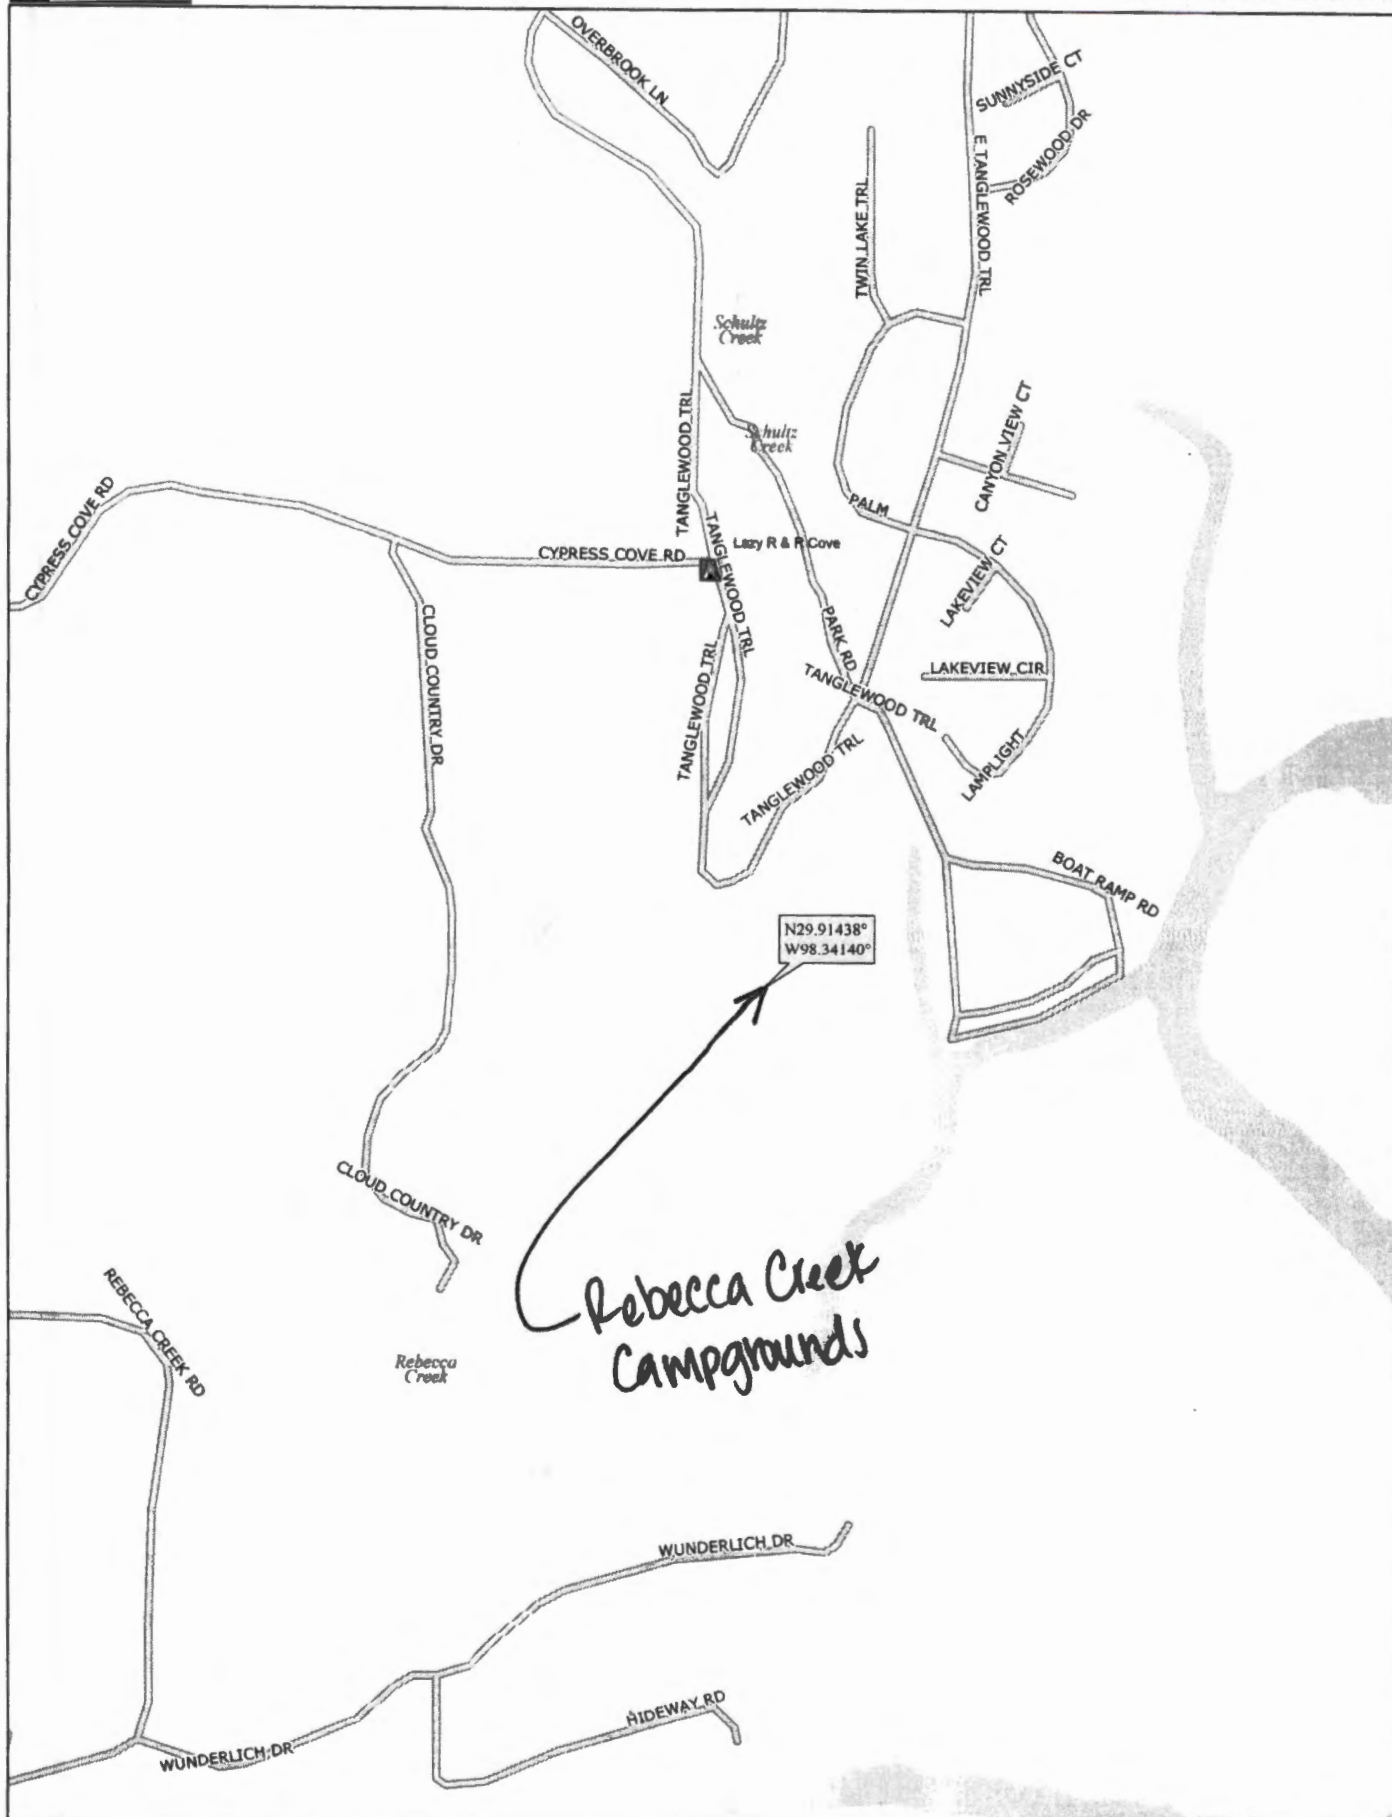 OVERBROOK LN
SUNNYSIDE CT
ROSEWOOD DR
E TANGLEWOOD TRL
TWIN LAKE TRL
Schultz
Creek
TANGLEWOOD TRL
Schultz
Creek
CANYON VIEW CT
CYPRESS COVE RD
PALM
TANGLEWOOD TRL
Lazy R & R Cove
CYPRESS COVE RD
LAKEVIEW CT
CLOUD COUNTRY DR
PARK RD
LAKEVIEW CIR
TANGLEWOOD TRL
TANGLEWOOD TRL
TANGLEWOOD TRL
LAMPLIGHT
BOAT RAMP RD
N29.91438°
W98.34140°
CLOUD COUNTRY DR
Rebecca Creek
Campgrounds
REBECCA CREEK RD
Rebecca
Creek
WUNDERLICH DR
HIDEWAY RD
WUNDERLICH DR